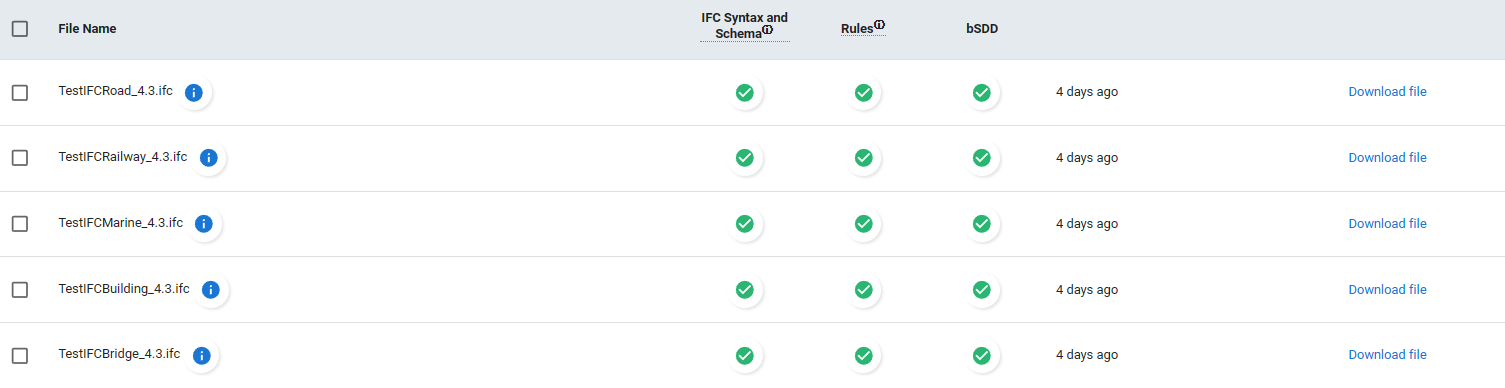 File Name IFC Syntax and Schema Rules bSDD
TestIFCRoad_4.3.ifc 4 days ago Download file
TestIFCRailway_4.3.ifc 4 days ago Download file
TestIFCMarine_4.3.ifc 4 days ago Download file
TestIFCBuilding_4.3.ifc 4 days ago Download file
TestIFCBridge_4.3.ifc 4 days ago Download file